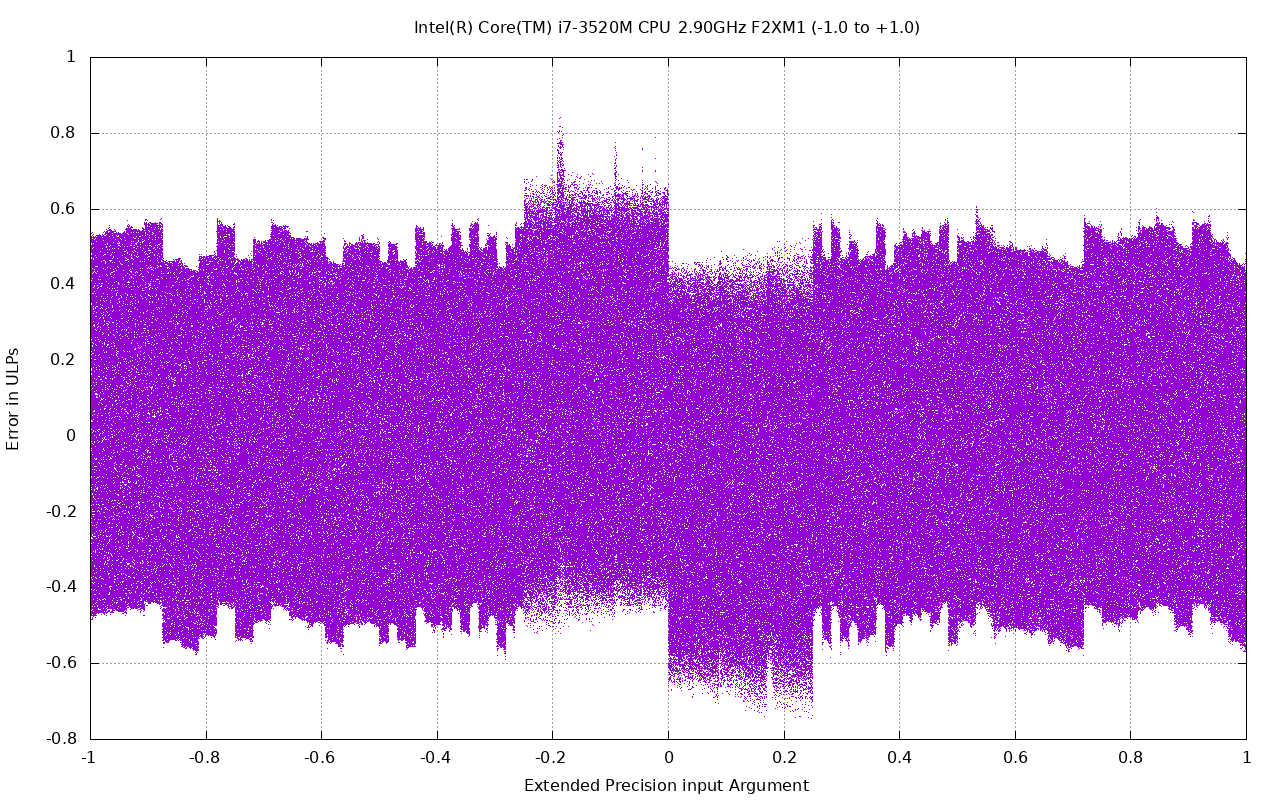 Intel(R) Core(TM) i7-3520M CPU 2.90GHz F2XM1 (-1.0 to +1.0)
1
0.8
0.6
0.4
0.2
0
-0.2
-0.4
-0.6
-0.8
Error in ULPs
-1 -0.8 -0.6 -0.4 -0.2 0 0.2 0.4 0.6 0.8 1
Extended Precision input Argument